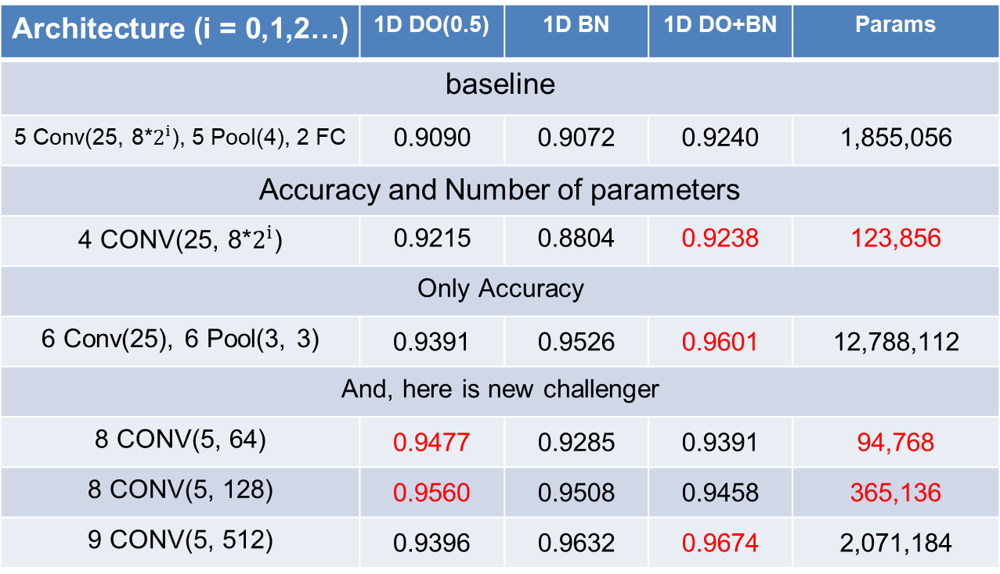 Architecture (i = 0,1,2…) 1D DO(0.5) 1D BN 1D DO+BN Params
baseline
5 Conv(25, 8*2ⁱ), 5 Pool(4), 2 FC 0.9090 0.9072 0.9240 1,855,056
Accuracy and Number of parameters
4 CONV(25, 8*2ⁱ) 0.9215 0.8804 0.9238 123,856
Only Accuracy
6 Conv(25), 6 Pool(3, 3) 0.9391 0.9526 0.9601 12,788,112
And, here is new challenger
8 CONV(5, 64) 0.9477 0.9285 0.9391 94,768
8 CONV(5, 128) 0.9560 0.9508 0.9458 365,136
9 CONV(5, 512) 0.9396 0.9632 0.9674 2,071,184